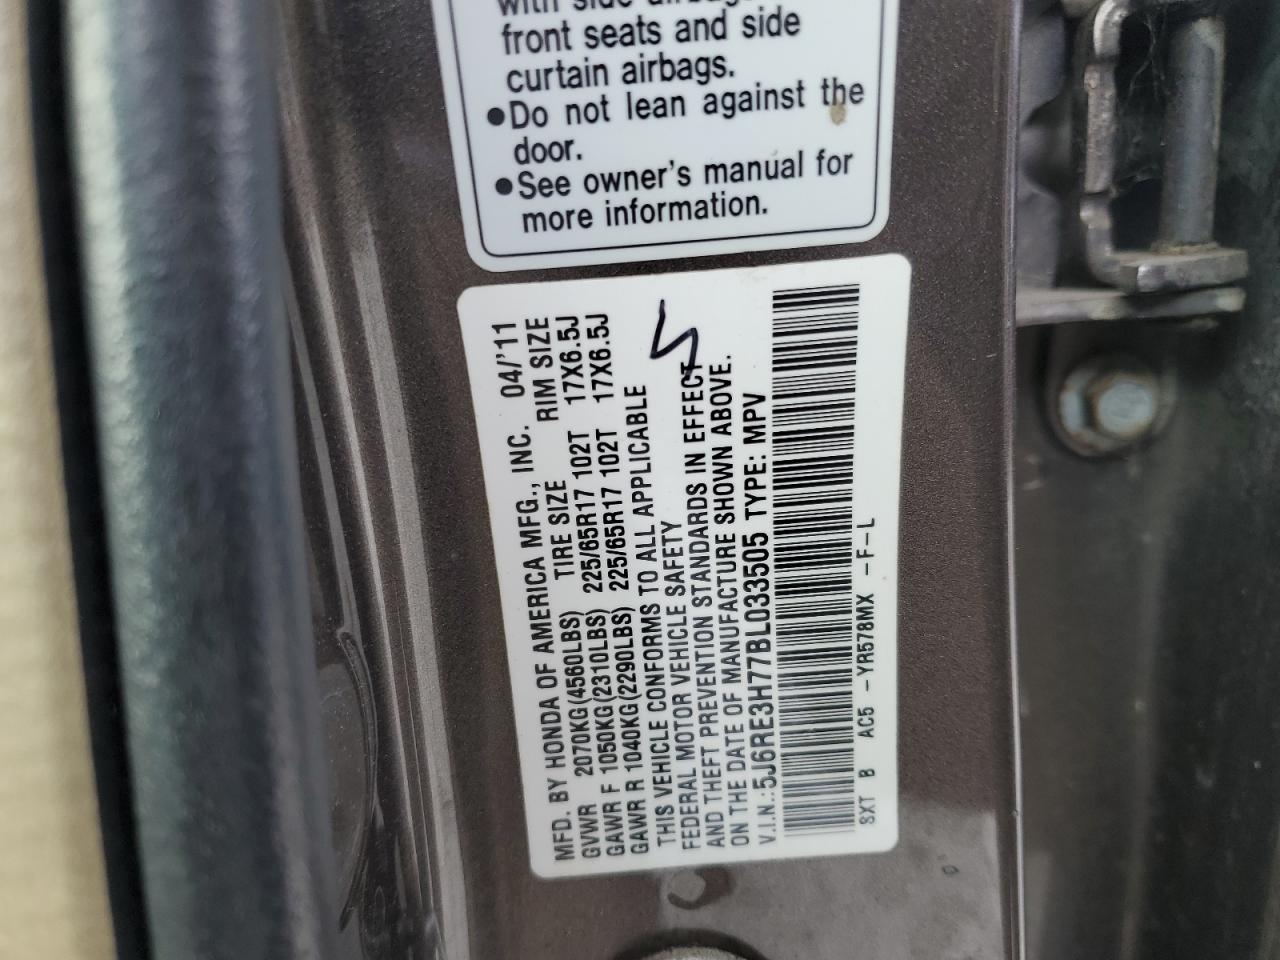 with side airbags
front seats and side
curtain airbags.
●Do not lean against the
door.
●See owner's manual for
more information.
MFD. BY HONDA OF AMERICA MFG., INC. 04/'11
GVWR 2070KG(4560LBS) TIRE SIZE RIM SIZE
GAWR F 1050KG(2310LBS) 225/65R17 102T 17X6.5J
GAWR R 1040KG(2290LBS) 225/65R17 102T 17X6.5J
THIS VEHICLE CONFORMS TO ALL APPLICABLE
FEDERAL MOTOR VEHICLE SAFETY
AND THEFT PREVENTION STANDARDS IN EFFECT
ON THE DATE OF MANUFACTURE SHOWN ABOVE.
V.I.N.:5J6RE3H77BL033505 TYPE: MPV
SXT B AC5 - YR578MX -F-L